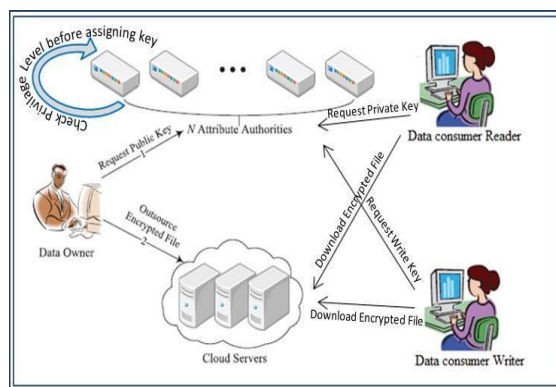 Check Privilage Level before assigning key
N Attribute Authorities
Request Private Key
Data consumer Reader
Request Public Key
1
Data Owner
Outsource
Encrypted File
2
Download Encrypted File
Request Write Key
Cloud Servers
Download Encrypted File
Data consumer Writer